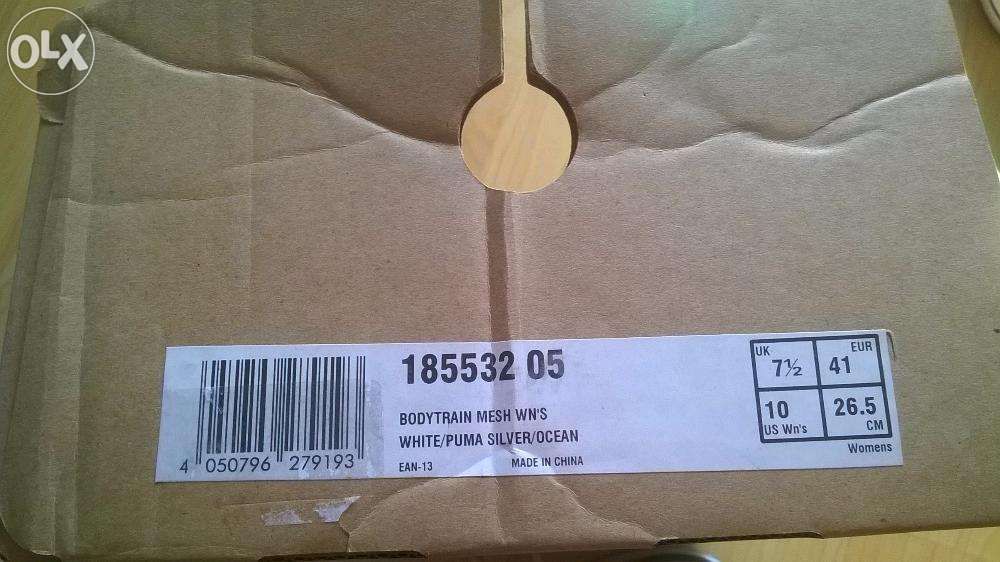 OLX
185532 05
BODYTRAIN MESH WN'S
WHITE/PUMA SILVER/OCEAN
EAN-13 MADE IN CHINA
4 050796 279193
UK 7½
EUR 41
10 US Wn's
26.5 CM
Womens